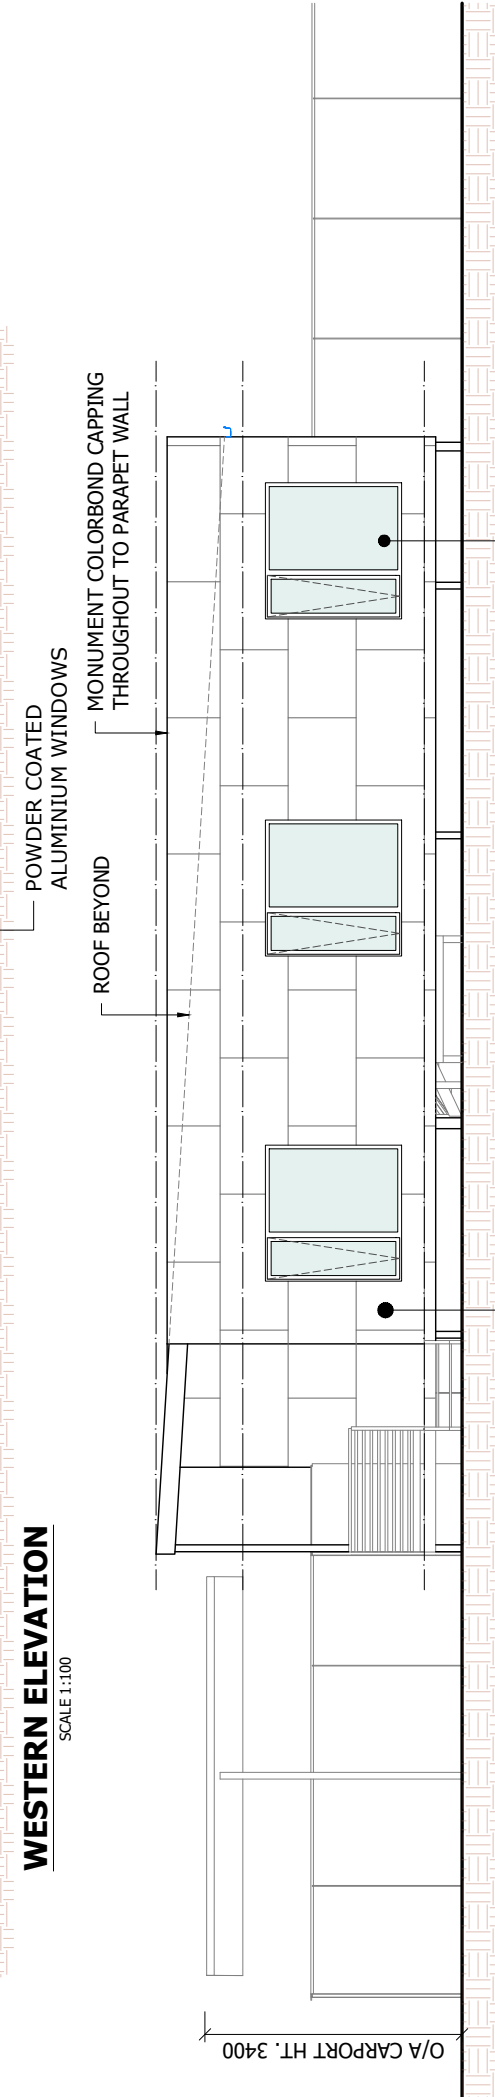 POWDER COATED
ALUMINIUM WINDOWS
MONUMENT COLORBOND CAPPING
THROUGHOUT TO PARAPET WALL
ROOF BEYOND
WESTERN ELEVATION
SCALE 1:100
O/A CARPORT HT. 3400